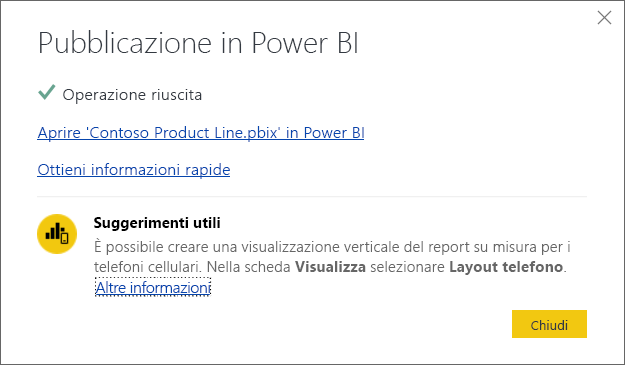 Pubblicazione in Power BI
Operazione riuscita
Aprire 'Contoso Product Line.pbix' in Power BI
Ottieni informazioni rapide
Suggerimenti utili
È possibile creare una visualizzazione verticale del report su misura per i
telefoni cellulari. Nella scheda Visualizza selezionare Layout telefono.
Altre informazioni
Chiudi